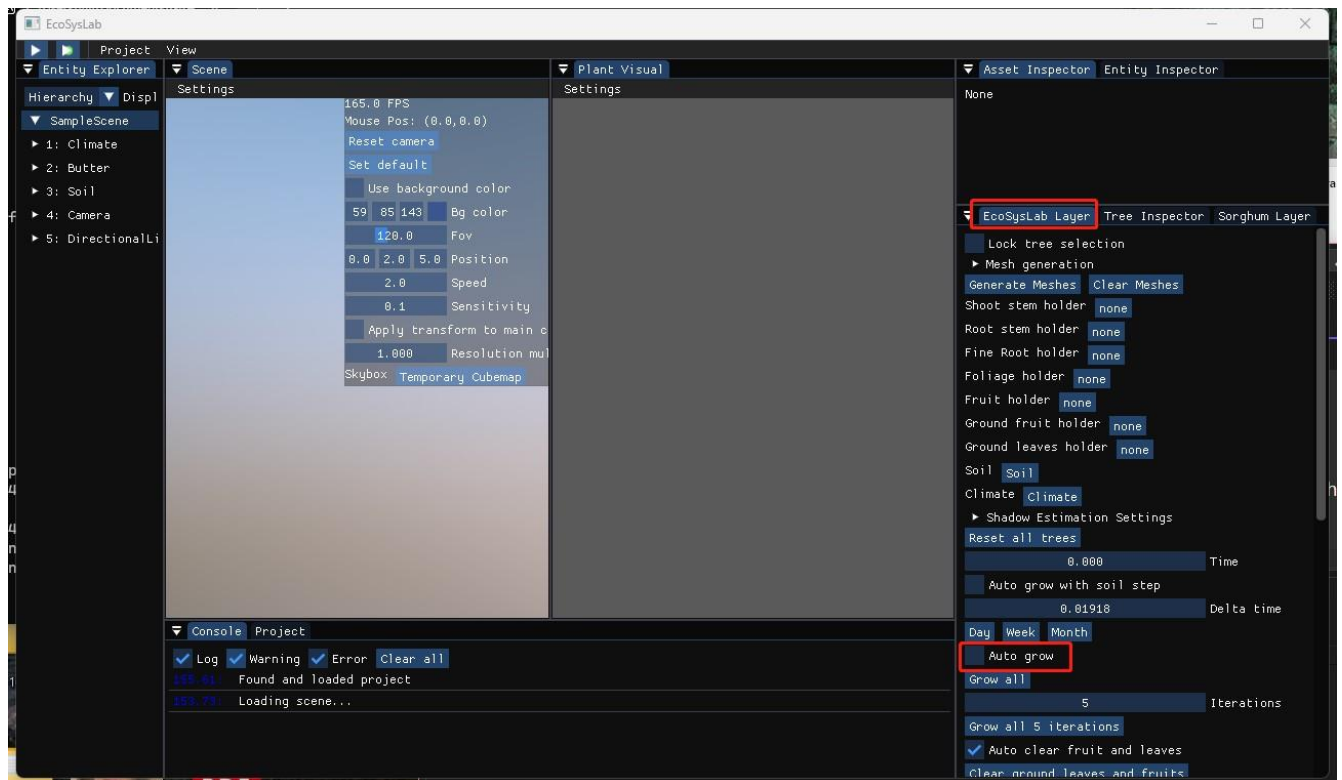 EcoSysLab
Project View
Entity Explorer
Hierarchy Displ
SampleScene
1: Climate
2: Butter
3: Soil
4: Camera
5: DirectionalLi
Scene
Settings
165.0 FPS
Mouse Pos: (0.0,0.0)
Reset camera
Set default
Use background color
59 85 143 Bg color
120.0 Fov
0.0 2.0 5.0 Position
2.0 Speed
0.1 Sensitivity
Apply transform to main c
1.000 Resolution mul
Skybox Temporary Cubemap
Plant Visual
Settings
Console Project
Log Warning Error Clear all
Found and loaded project
Loading scene...
Asset Inspector Entity Inspector
None
EcoSysLab Layer Tree Inspector Sorghum Layer
Lock tree selection
Mesh generation
Generate Meshes Clear Meshes
Shoot stem holder none
Root stem holder none
Fine Root holder none
Foliage holder none
Fruit holder none
Ground fruit holder none
Ground leaves holder none
Soil Soil
Climate Climate
Shadow Estimation Settings
Reset all trees
0.000 Time
Auto grow with soil step
0.01918 Delta time
Day Week Month
Auto grow
Grow all
5 Iterations
Grow all 5 iterations
Auto clear fruit and leaves
Clear ground leaves and fruits